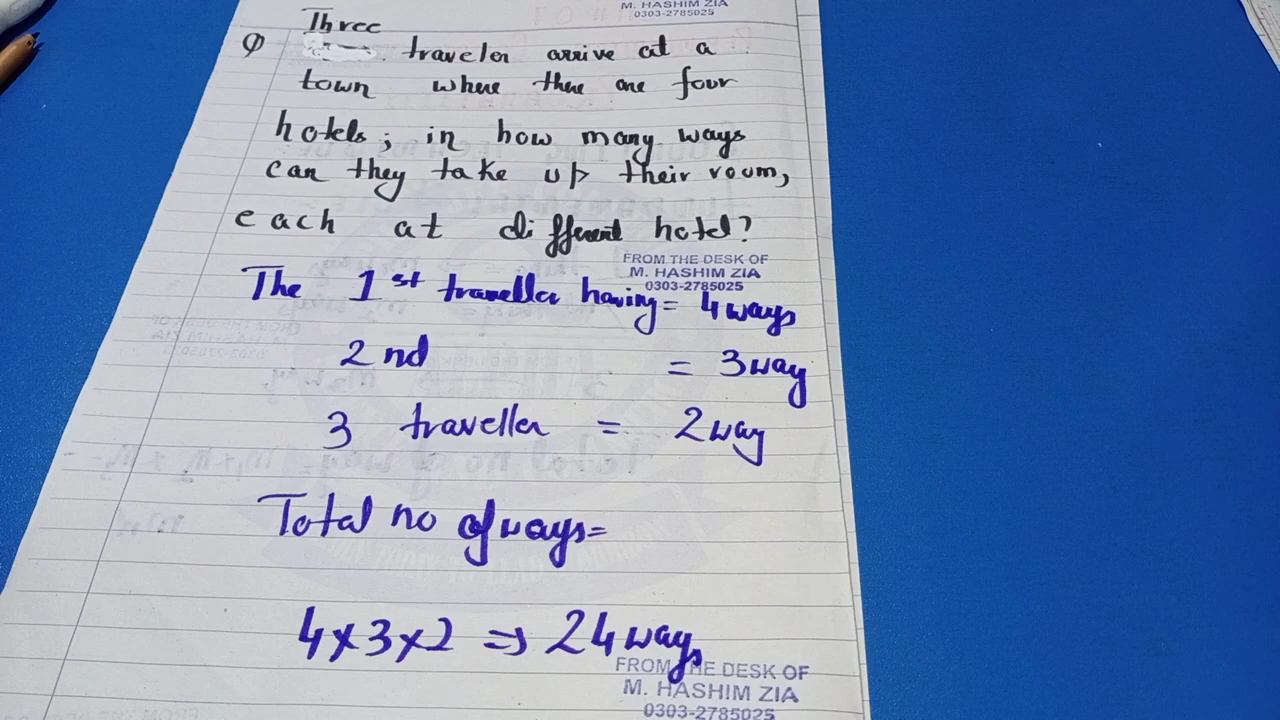 M. HASHIM ZIA
0303-2785025
Three
Q traveler arrive at a
town where there are four
hotels; in how many ways
can they take up their room,
each at different hotel?
FROM THE DESK OF
M. HASHIM ZIA
0303-2785025
The 1st traveller having = 4 ways
2nd = 3 way
3 traveller = 2 way
Total no of ways=
4×3×2 => 24 ways
FROM THE DESK OF
M. HASHIM ZIA
0303-2785025